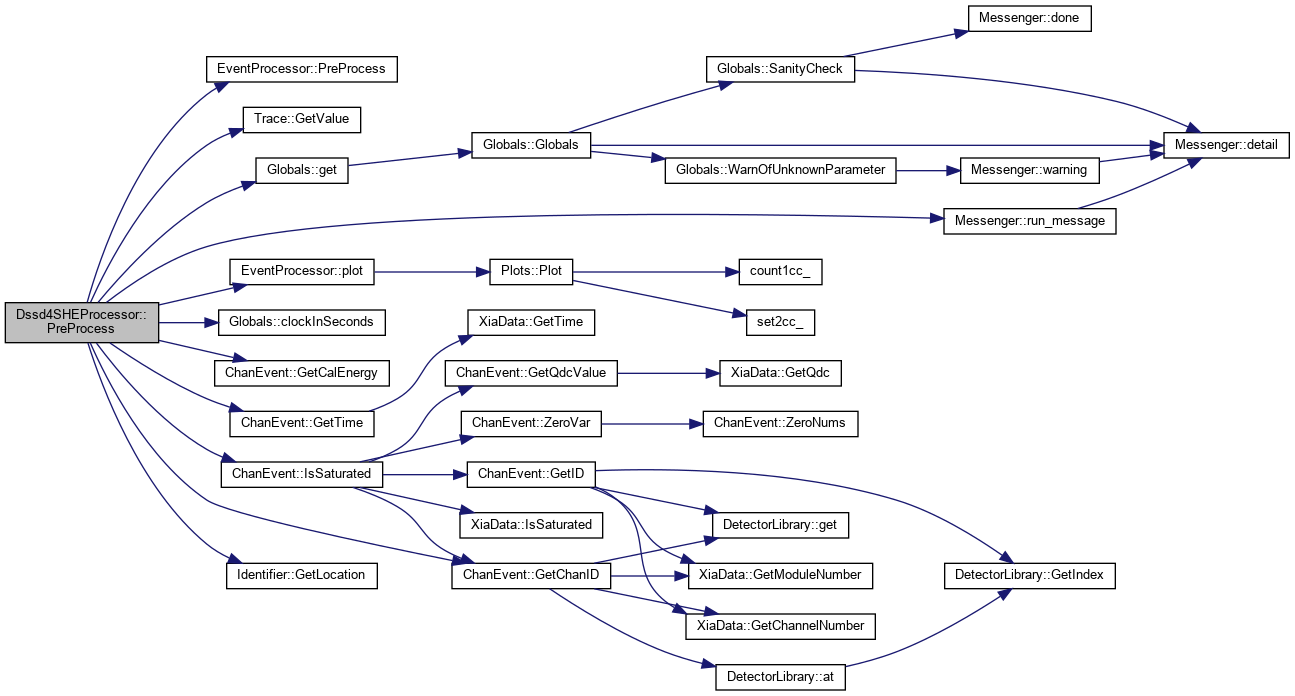 Messenger::done
EventProcessor::PreProcess
Globals::SanityCheck
Trace::GetValue
Globals::Globals
Messenger::detail
Globals::get
Globals::WarnOfUnknownParameter
Messenger::warning
Messenger::run_message
EventProcessor::plot
Plots::Plot
count1cc_
Dssd4SHEProcessor::
PreProcess
Globals::clockInSeconds
XiaData::GetTime
set2cc_
ChanEvent::GetCalEnergy
ChanEvent::GetQdcValue
XiaData::GetQdc
ChanEvent::GetTime
ChanEvent::ZeroVar
ChanEvent::ZeroNums
ChanEvent::IsSaturated
ChanEvent::GetID
XiaData::IsSaturated
DetectorLibrary::get
Identifier::GetLocation
ChanEvent::GetChanID
XiaData::GetModuleNumber
DetectorLibrary::GetIndex
XiaData::GetChannelNumber
DetectorLibrary::at